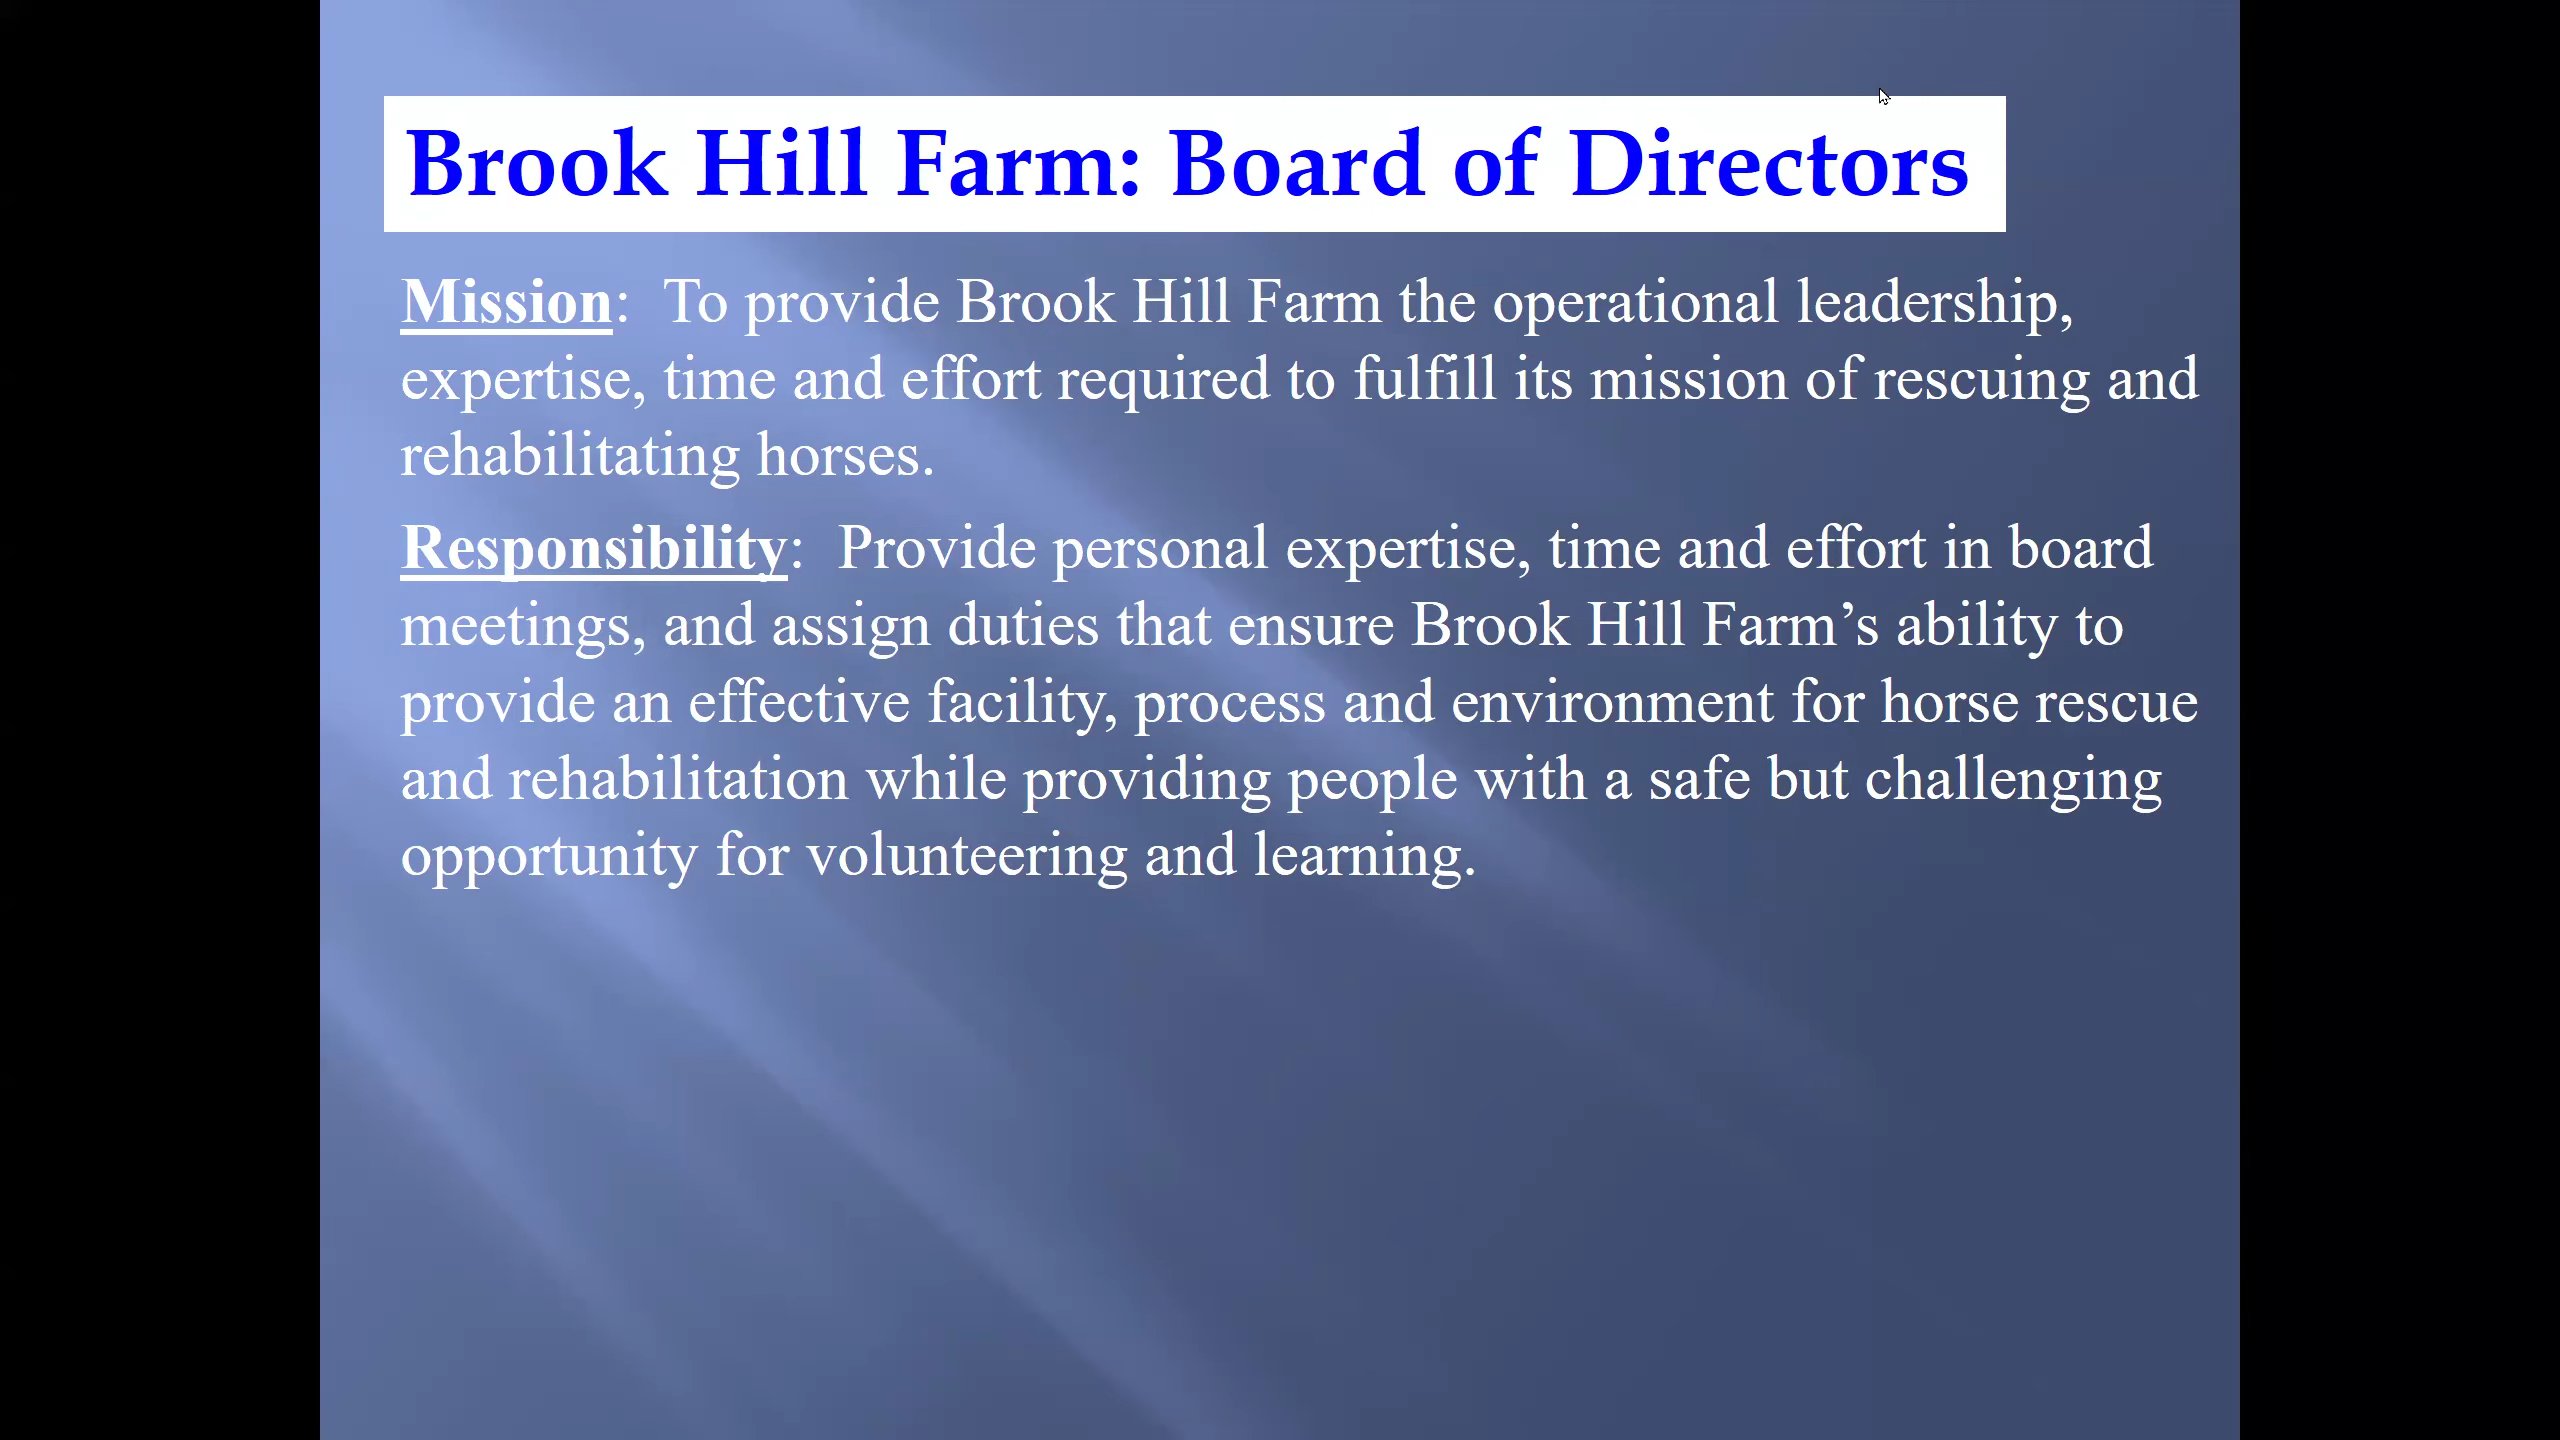 Brook Hill Farm: Board of Directors
Mission:  To provide Brook Hill Farm the operational leadership,
expertise, time and effort required to fulfill its mission of rescuing and
rehabilitating horses.
Responsibility:  Provide personal expertise, time and effort in board
meetings, and assign duties that ensure Brook Hill Farm’s ability to
provide an effective facility, process and environment for horse rescue
and rehabilitation while providing people with a safe but challenging
opportunity for volunteering and learning.